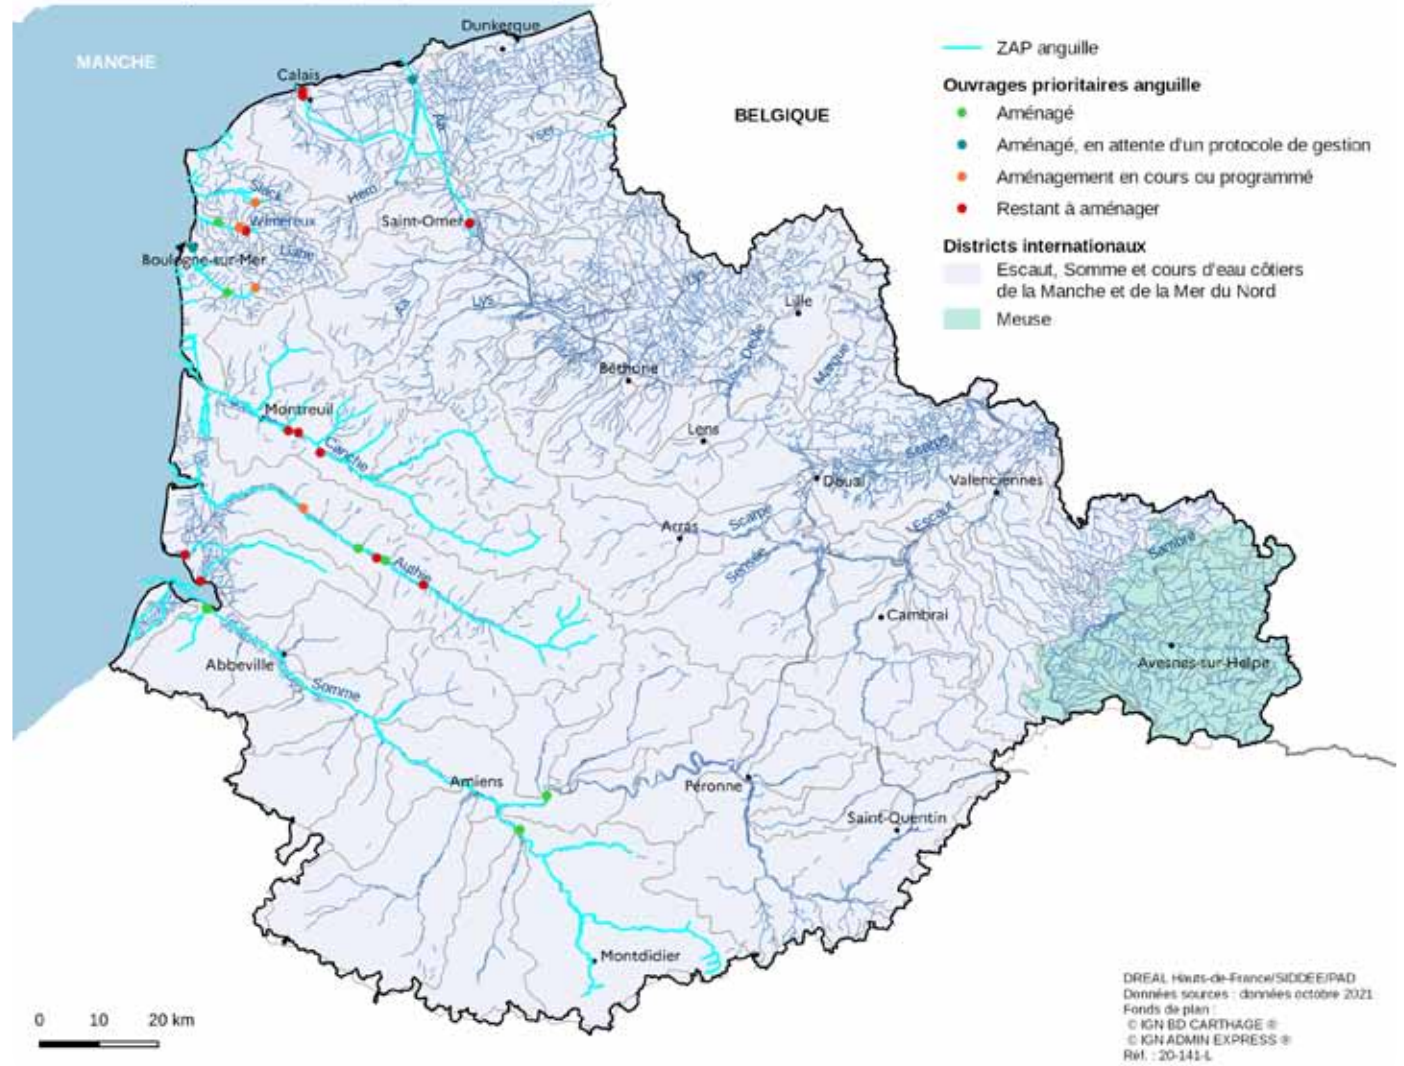 Dunkerque
MANCHE
Calais
Aa
BELGIQUE
Yser
Hem
Slack
Wimereux
Saint-Omer
Liane
Boulogne-sur-Mer
Aa
Lys
Lys
Lille
Deûle
Marque
Béthune
Montreuil
Canche
Lens
Scarpe
Douai
Valenciennes
Escaut
Arras
Scarpe
Sensée
Sambre
Authie
Cambrai
Avesnes-sur-Helpe
Abbeville
Somme
Amiens
Péronne
Saint-Quentin
Montdidier
ZAP anguille
Ouvrages prioritaires anguille
Aménagé
Aménagé, en attente d'un protocole de gestion
Aménagement en cours ou programmé
Restant à aménager
Districts internationaux
Escaut, Somme et cours d'eau côtiers
de la Manche et de la Mer du Nord
Meuse
0 10 20 km
DREAL Hauts-de-France/SIDDEE/PAD
Données sources : données octobre 2021
Fonds de plan :
© IGN BD CARTHAGE ®
© IGN ADMIN EXPRESS ®
Réf. : 20-141-L